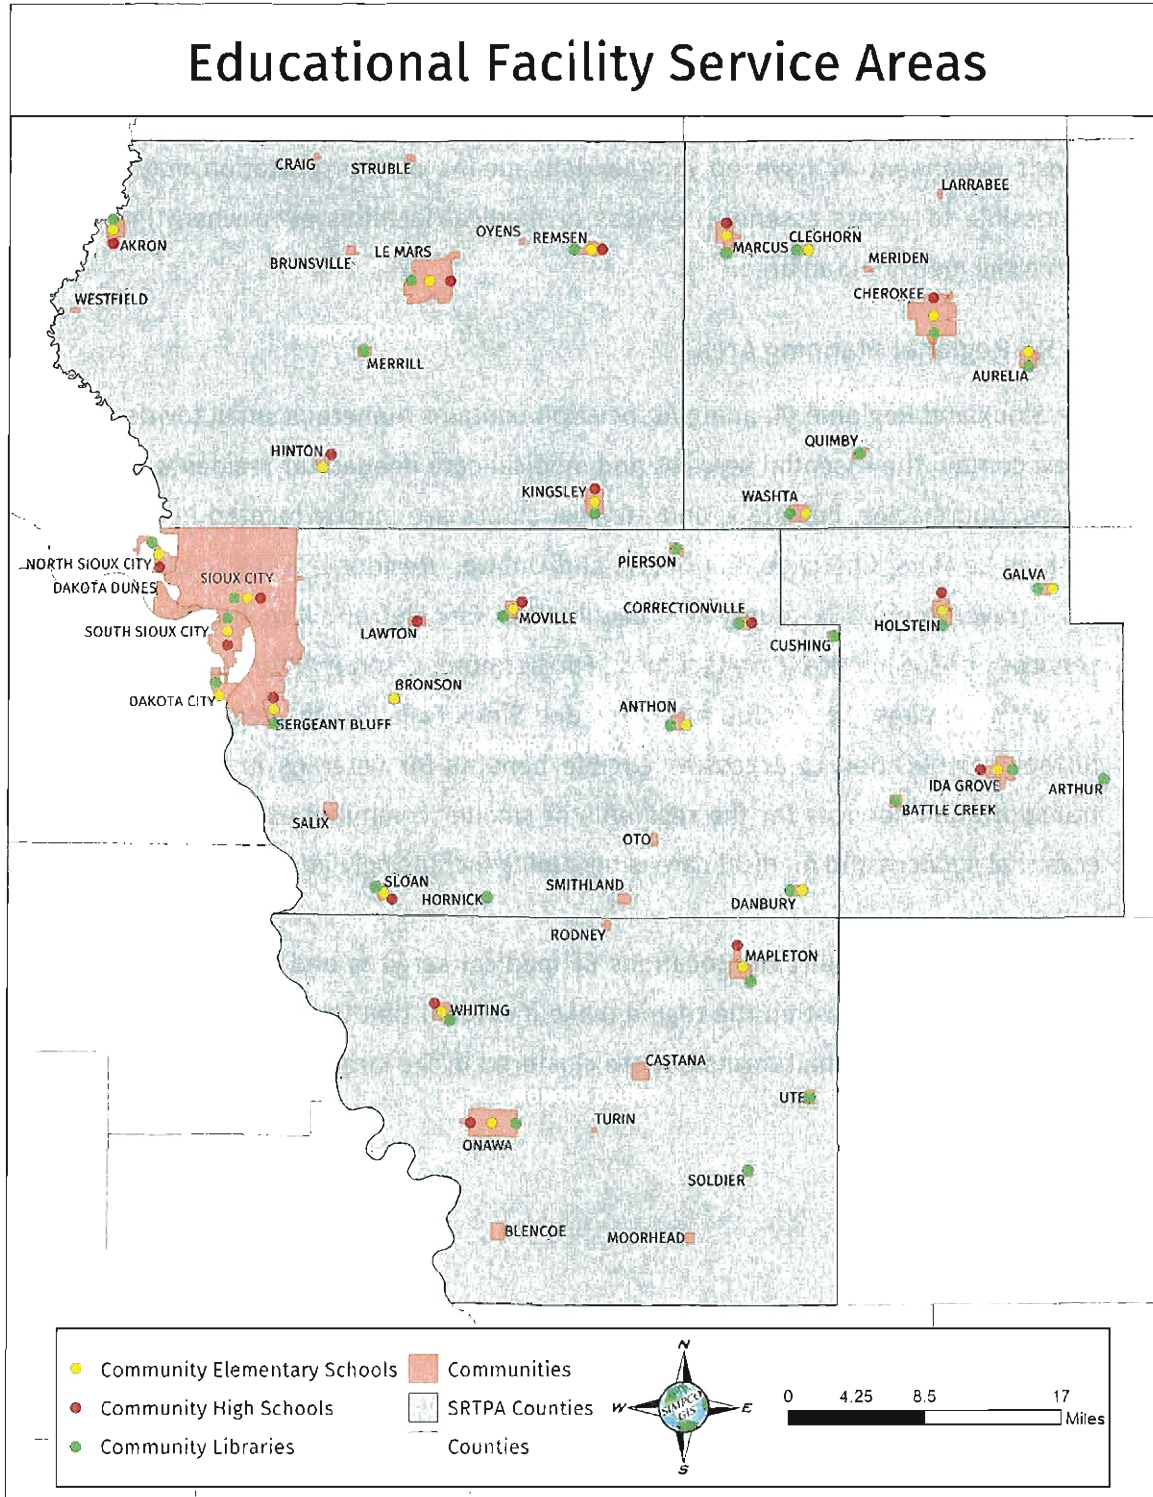 Educational Facility Service Areas
CRAIG
STRUBLE
LARRABEE
AKRON
OYENS
REMSEN
LE MARS
BRUNSVILLE
MARCUS
CLEGHORN
MERIDEN
CHEROKEE
WESTFIELD
MERRILL
AURELIA
HINTON
QUIMBY
KINGSLEY
WASHTA
NORTH SIOUX CITY
DAKOTA DUNES
SIOUX CITY
PIERSON
GALVA
SOUTH SIOUX CITY
LAWTON
MOVILLE
CORRECTIONVILLE
HOLSTEIN
CUSHING
DAKOTA CITY
BRONSON
ANTHON
SERGEANT BLUFF
IDA GROVE
ARTHUR
BATTLE CREEK
SALIX
OTO
SLOAN
HORNICK
SMITHLAND
DANBURY
RODNEY
MAPLETON
WHITING
CASTANA
UTE
ONAWA
TURIN
SOLDIER
BLENCOE
MOORHEAD
Community Elementary Schools
Community High Schools
Community Libraries
Communities
SRTPA Counties
Counties
N
W
E
S
SIMPCO
GIS
0 4.25 8.5 17
Miles